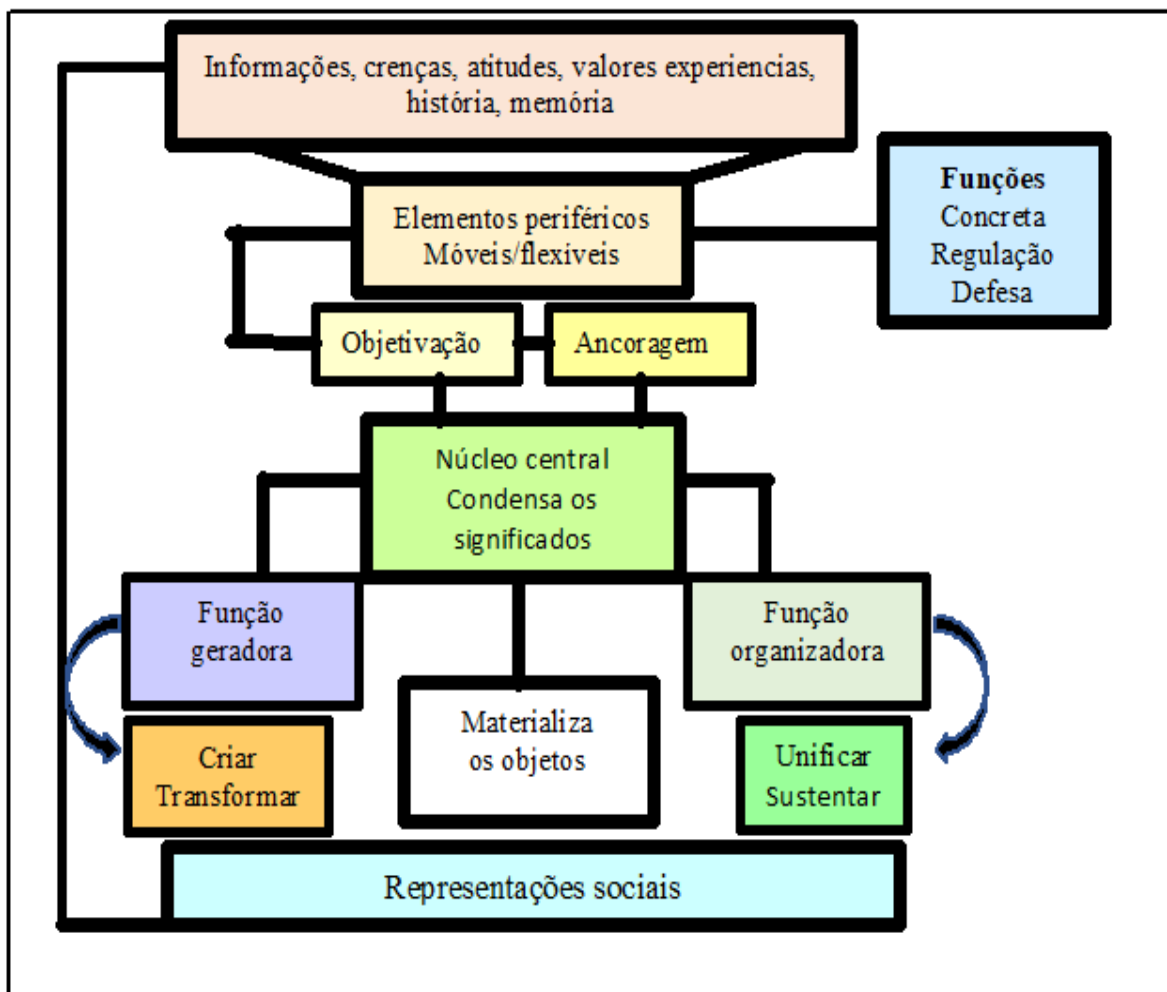 Informações, crenças, atitudes, valores experiencias,
história, memória
Funções
Concreta
Regulação
Defesa
Elementos periféricos
Móveis/flexíveis
Objetivação
Ancoragem
Núcleo central
Condensa os
significados
Função
geradora
Função
organizadora
Materializa
os objetos
Criar
Transformar
Unificar
Sustentar
Representações sociais